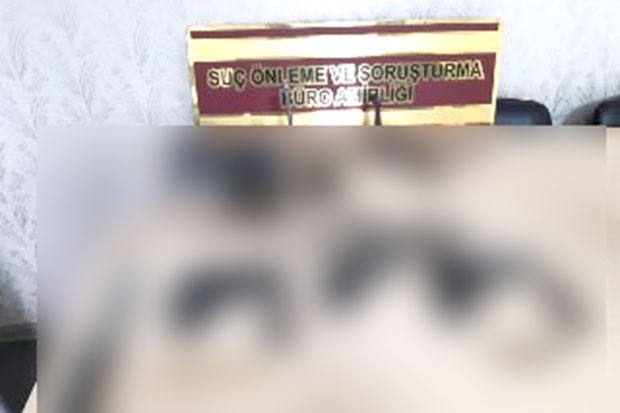 SUÇ ÖNLEME VE SORUŞTURMA
BÜRO AMİRLİĞİ